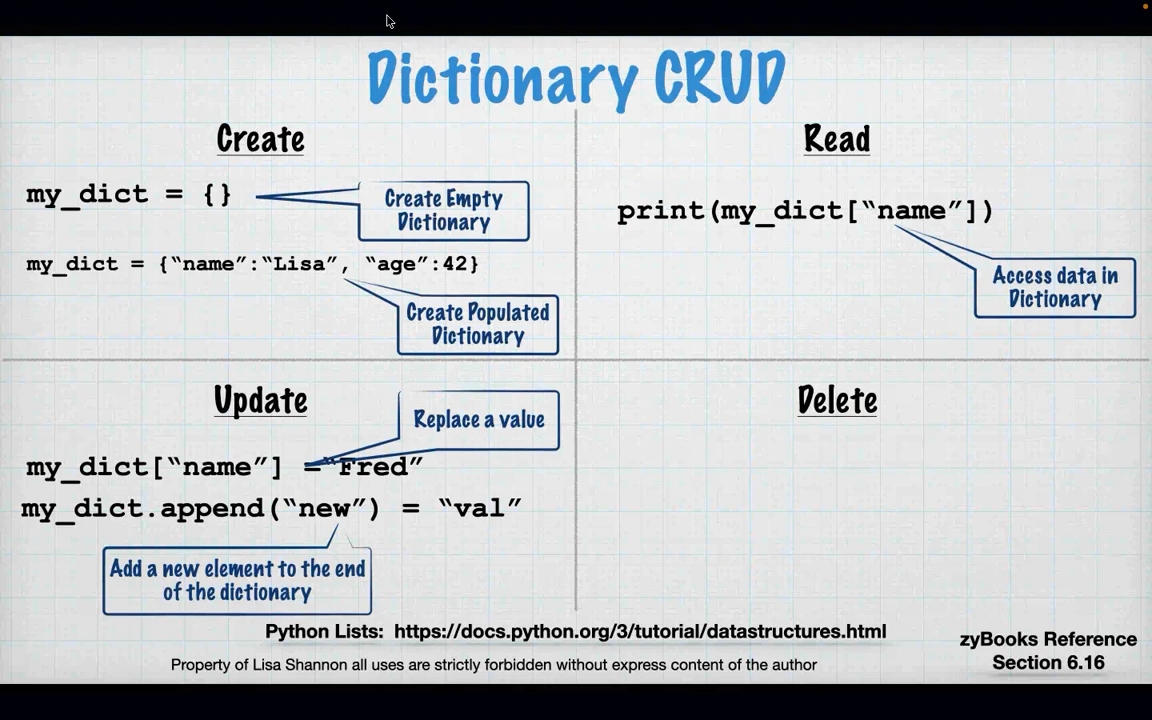 Dictionary CRUD
Create
my_dict = {}
Create Empty
Dictionary
my_dict = {“name”:“Lisa”, “age”:42}
Create Populated
Dictionary
Read
print(my_dict[“name”])
Access data in
Dictionary
Update
Replace a value
my_dict[“name”] =“Fred”
my_dict.append(“new”) = “val”
Add a new element to the end
of the dictionary
Delete
Python Lists: https://docs.python.org/3/tutorial/datastructures.html
Property of Lisa Shannon all uses are strictly forbidden without express content of the author
zyBooks Reference
Section 6.16